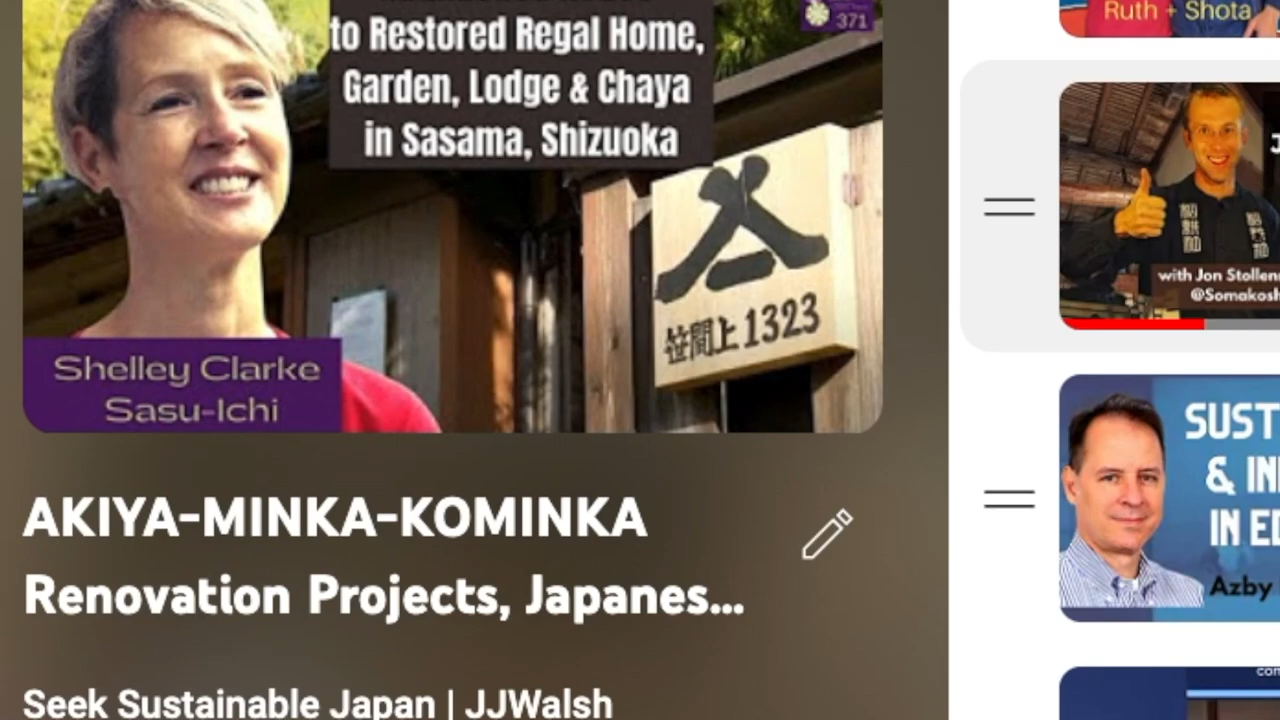 to Restored Regal Home,
Garden, Lodge & Chaya
in Sasama, Shizuoka
371
笹間上1323
Shelley Clarke
Sasu-Ichi
AKIYA-MINKA-KOMINKA
Renovation Projects, Japanes...
Seek Sustainable Japan | JJWalsh
Ruth + Shota
J
with Jon Stollen
@Somakosh
SUST
& IN
IN ED
Azby